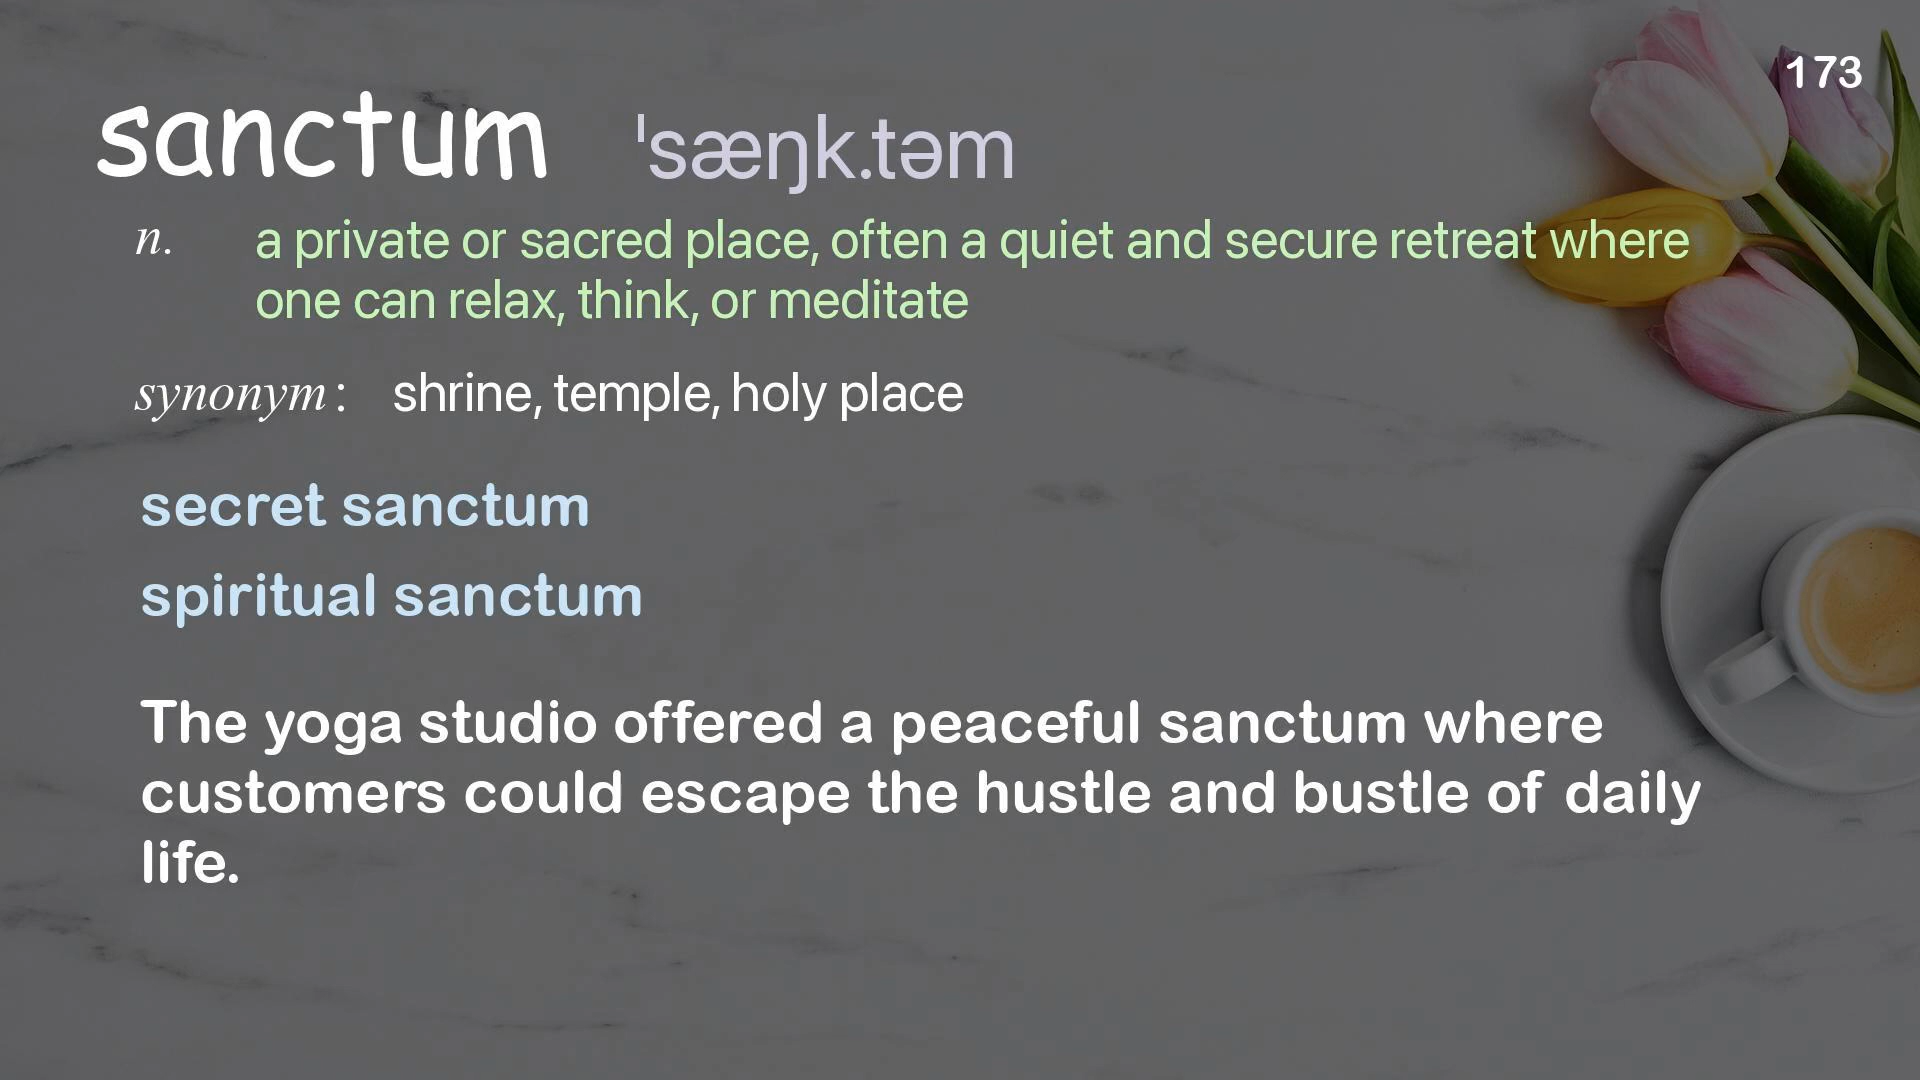 173
sanctum ˈsæŋk.təm
n. a private or sacred place, often a quiet and secure retreat where
one can relax, think, or meditate
synonym: shrine, temple, holy place
secret sanctum
spiritual sanctum
The yoga studio offered a peaceful sanctum where
customers could escape the hustle and bustle of daily
life.